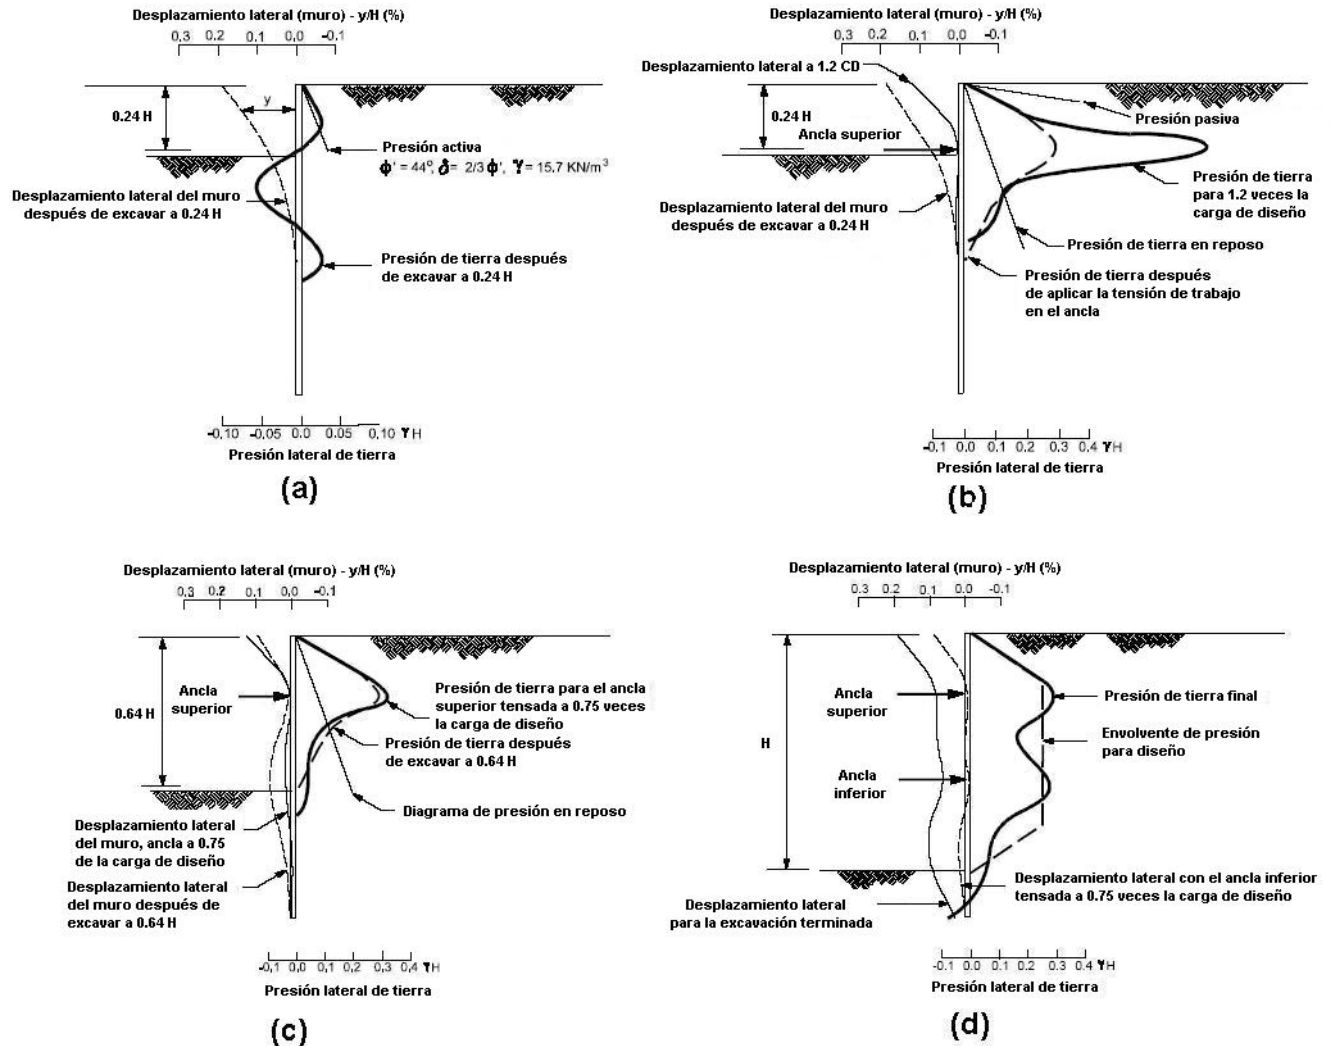 Desplazamiento lateral (muro) - y/H (%)
0.3 0.2 0.1 0.0 -0.1
y
0.24 H
Presión activa
ɸ' = 44º, δ = 2/3 ɸ', γ = 15.7 KN/m³
Desplazamiento lateral del muro
después de excavar a 0.24 H
Presión de tierra después
de excavar a 0.24 H
-0.10 -0.05 0.0 0.05 0.10 γH
Presión lateral de tierra
(a)
Desplazamiento lateral (muro) - y/H (%)
0.3 0.2 0.1 0.0 -0.1
Desplazamiento lateral a 1.2 CD
0.24 H
Ancla superior
Presión pasiva
Presión de tierra
para 1.2 veces la
carga de diseño
Desplazamiento lateral del muro
después de excavar a 0.24 H
Presión de tierra en reposo
Presión de tierra después
de aplicar la tensión de trabajo
en el ancla
-0.1 0.0 0.1 0.2 0.3 0.4 γH
Presión lateral de tierra
(b)
Desplazamiento lateral (muro) - y/H (%)
0.3 0.2 0.1 0.0 -0.1
Ancla
superior
0.64 H
Presión de tierra para el ancla
superior tensada a 0.75 veces
la carga de diseño
Presión de tierra después
de excavar a 0.64 H
Diagrama de presión en reposo
Desplazamiento lateral
del muro, ancla a 0.75
de la carga de diseño
Desplazamiento lateral
del muro después de
excavar a 0.64 H
-0.1 0.0 0.1 0.2 0.3 0.4 γH
Presión lateral de tierra
(c)
Desplazamiento lateral (muro) - y/H (%)
0.3 0.2 0.1 0.0 -0.1
Ancla
superior
Presión de tierra final
H
Envolvente de presión
para diseño
Ancla
inferior
Desplazamiento lateral con el ancla inferior
tensada a 0.75 veces la carga de diseño
Desplazamiento lateral
para la excavación terminada
-0.1 0.0 0.1 0.2 0.3 0.4 γH
Presión lateral de tierra
(d)